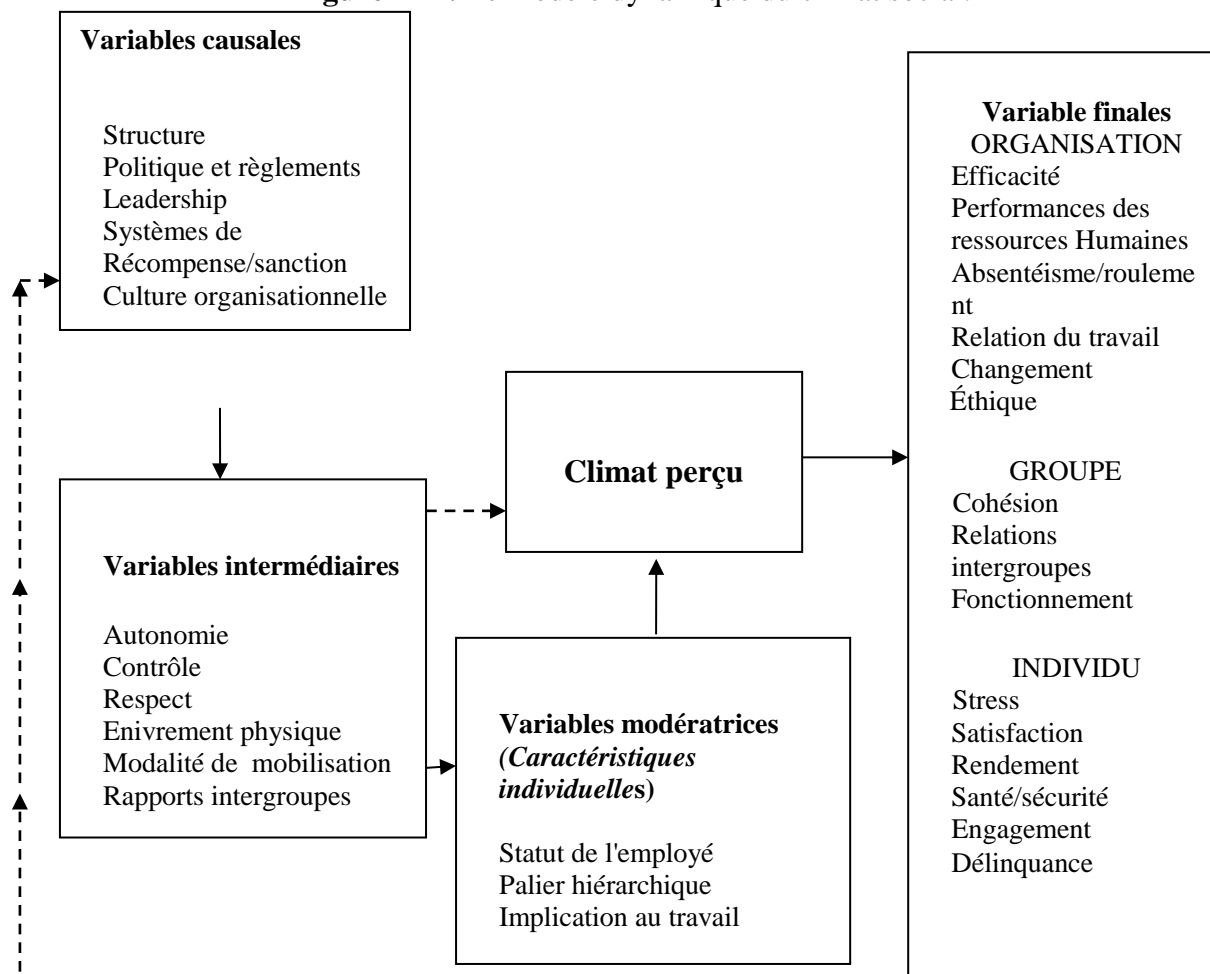 Variables causales
Structure
Politique et règlements
Leadership
Systèmes de
Récompense/sanction
Culture organisationnelle
Variables intermédiaires
Autonomie
Contrôle
Respect
Enivrement physique
Modalité de mobilisation
Rapports intergroupes
Climat perçu
Variables modératrices
(Caractéristiques
individuelles)
Statut de l'employé
Palier hiérarchique
Implication au travail
Variable finales
ORGANISATION
Efficacité
Performances des
ressources Humaines
Absentéisme/rouleme
nt
Relation du travail
Changement
Éthique
GROUPE
Cohésion
Relations
intergroupes
Fonctionnement
INDIVIDU
Stress
Satisfaction
Rendement
Santé/sécurité
Engagement
Délinquance